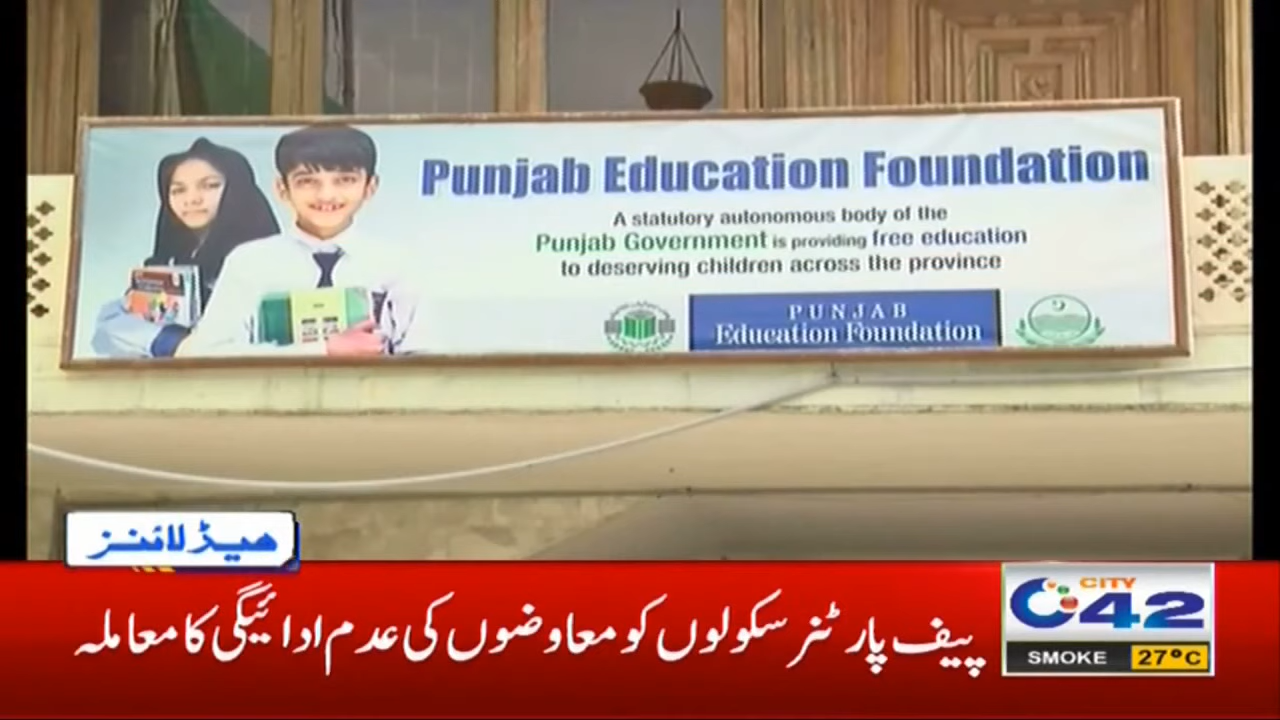 Punjab Education Foundation
A statutory autonomous body of the
Punjab Government is providing free education
to deserving children across the province
PUNJAB
Education Foundation
ھیڈ لائنز
پیف پارٹنر سکولوں کو معاوضوں کی عدم ادائیگی کا معاملہ
CITY
42
SMOKE 27°C